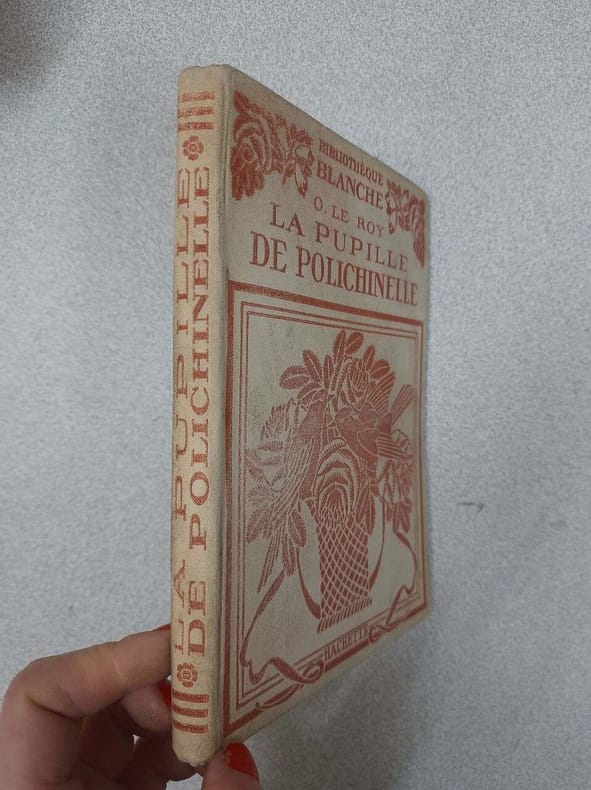 BIBLIOTHÈQUE
BLANCHE
O. LE ROY
LA PUPILLE
DE POLICHINELLE
HACHETTE
LA PUPILLE
DE POLICHINELLE